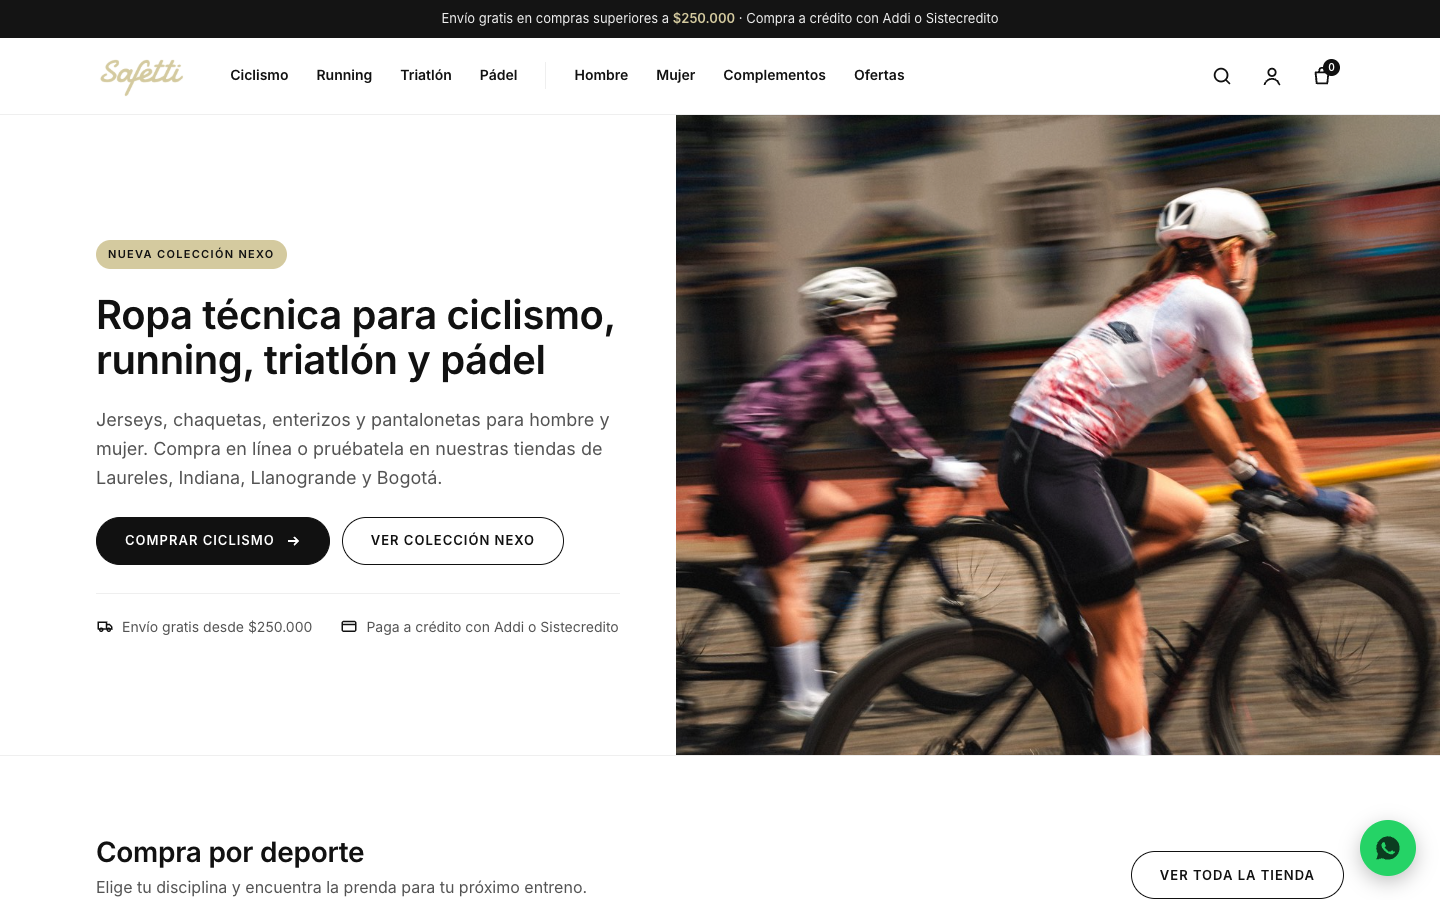 Envío gratis en compras superiores a $250.000 · Compra a crédito con Addi o Sistecredito
Safetti
Ciclismo Running Triatlón Pádel Hombre Mujer Complementos Ofertas
0
NUEVA COLECCIÓN NEXO
Ropa técnica para ciclismo,
running, triatlón y pádel
Jerseys, chaquetas, enterizos y pantalonetas para hombre y
mujer. Compra en línea o pruébatela en nuestras tiendas de
Laureles, Indiana, Llanogrande y Bogotá.
COMPRAR CICLISMO → VER COLECCIÓN NEXO
Envío gratis desde $250.000 Paga a crédito con Addi o Sistecredito
Compra por deporte
Elige tu disciplina y encuentra la prenda para tu próximo entreno.
VER TODA LA TIENDA